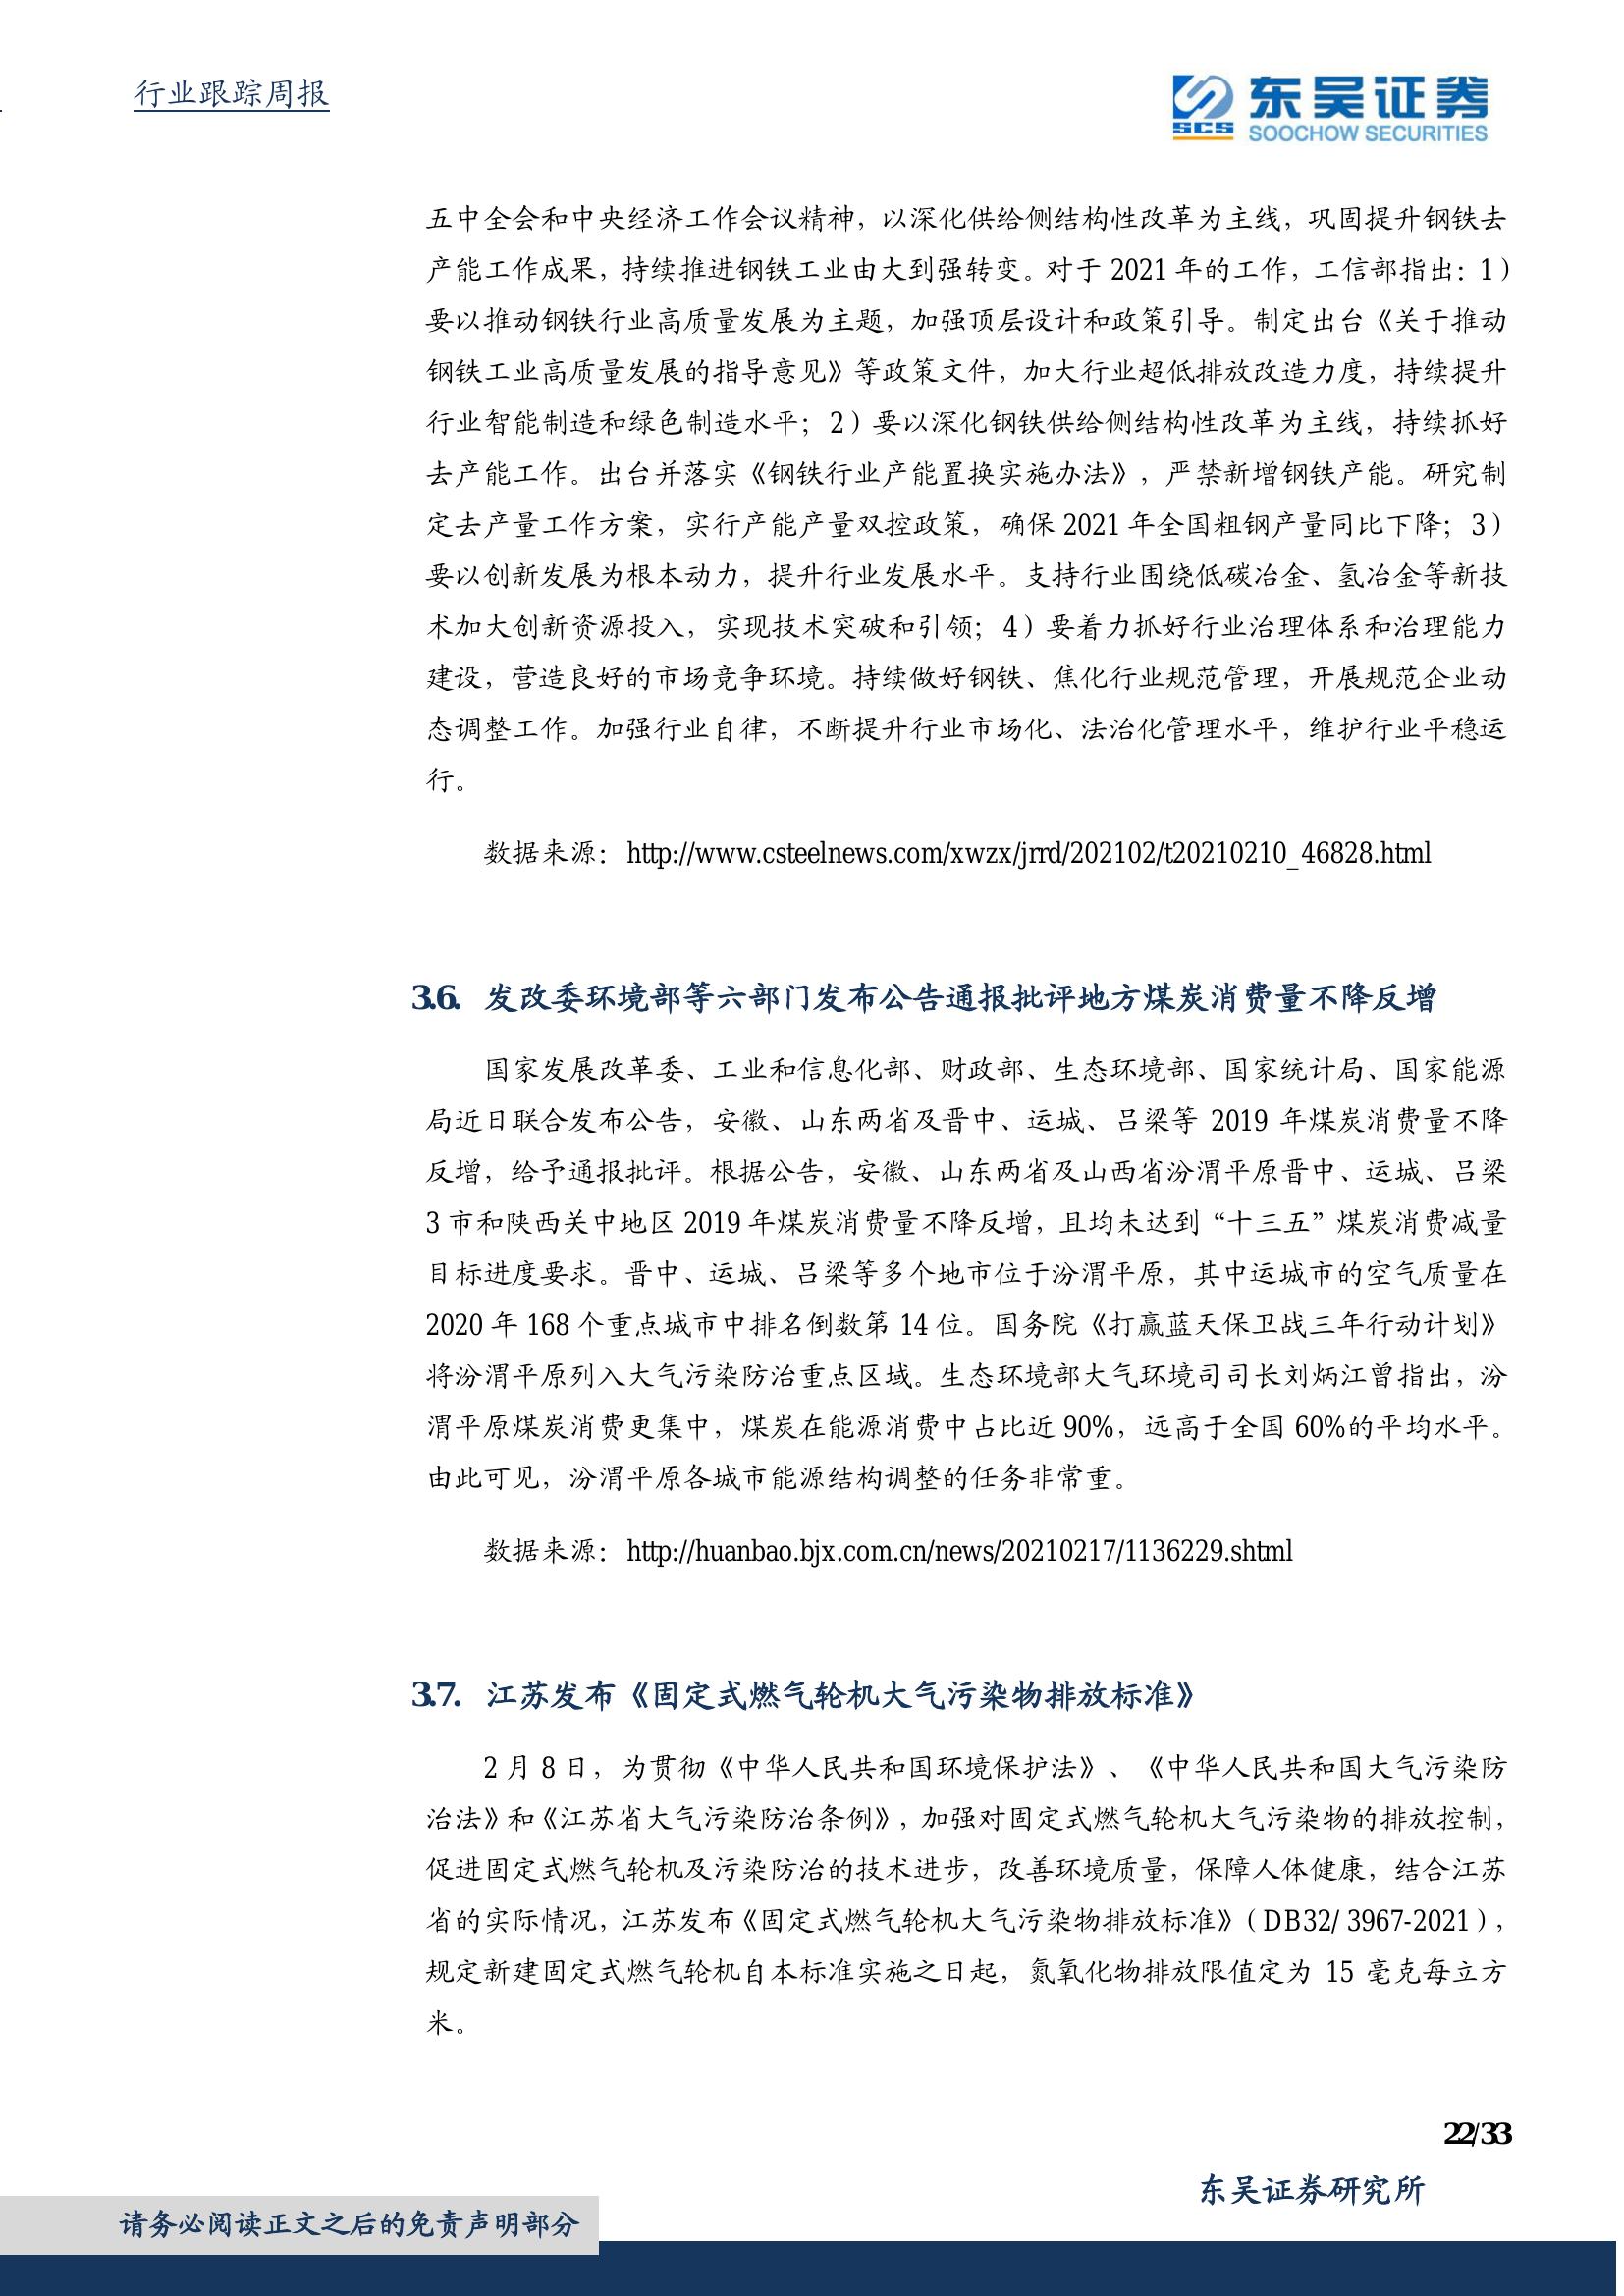 行业跟踪周报
东吴证券
SCS
SOOCHOW SECURITIES
五中全会和中央经济工作会议精神，以深化供给侧结构性改革为主线，巩固提升钢铁去
产能工作成果，持续推进钢铁工业由大到强转变。对于 2021 年的工作，工信部指出：1）
要以推动钢铁行业高质量发展为主题，加强顶层设计和政策引导。制定出台《关于推动
钢铁工业高质量发展的指导意见》等政策文件，加大行业超低排放改造力度，持续提升
行业智能制造和绿色制造水平；2）要以深化钢铁供给侧结构性改革为主线，持续抓好
去产能工作。出台并落实《钢铁行业产能置换实施办法》，严禁新增钢铁产能。研究制
定去产量工作方案，实行产能产量双控政策，确保 2021 年全国粗钢产量同比下降；3）
要以创新发展为根本动力，提升行业发展水平。支持行业围绕低碳冶金、氢冶金等新技
术加大创新资源投入，实现技术突破和引领；4）要着力抓好行业治理体系和治理能力
建设，营造良好的市场竞争环境。持续做好钢铁、焦化行业规范管理，开展规范企业动
态调整工作。加强行业自律，不断提升行业市场化、法治化管理水平，维护行业平稳运
行。
数据来源：http://www.csteelnews.com/xwzx/jrrd/202102/t20210210_46828.html
3.6. 发改委环境部等六部门发布公告通报批评地方煤炭消费量不降反增
国家发展改革委、工业和信息化部、财政部、生态环境部、国家统计局、国家能源
局近日联合发布公告，安徽、山东两省及晋中、运城、吕梁等 2019 年煤炭消费量不降
反增，给予通报批评。根据公告，安徽、山东两省及山西省汾渭平原晋中、运城、吕梁
3 市和陕西关中地区 2019 年煤炭消费量不降反增，且均未达到“十三五”煤炭消费减量
目标进度要求。晋中、运城、吕梁等多个地市位于汾渭平原，其中运城市的空气质量在
2020 年 168 个重点城市中排名倒数第 14 位。国务院《打赢蓝天保卫战三年行动计划》
将汾渭平原列入大气污染防治重点区域。生态环境部大气环境司司长刘炳江曾指出，汾
渭平原煤炭消费更集中，煤炭在能源消费中占比近 90%，远高于全国 60%的平均水平。
由此可见，汾渭平原各城市能源结构调整的任务非常重。
数据来源：http://huanbao.bjx.com.cn/news/20210217/1136229.shtml
3.7. 江苏发布《固定式燃气轮机大气污染物排放标准》
2 月 8 日，为贯彻《中华人民共和国环境保护法》、《中华人民共和国大气污染防
治法》和《江苏省大气污染防治条例》，加强对固定式燃气轮机大气污染物的排放控制，
促进固定式燃气轮机及污染防治的技术进步，改善环境质量，保障人体健康，结合江苏
省的实际情况，江苏发布《固定式燃气轮机大气污染物排放标准》（DB32/ 3967-2021），
规定新建固定式燃气轮机自本标准实施之日起，氮氧化物排放限值定为 15 毫克每立方
米。
22/33
东吴证券研究所
请务必阅读正文之后的免责声明部分